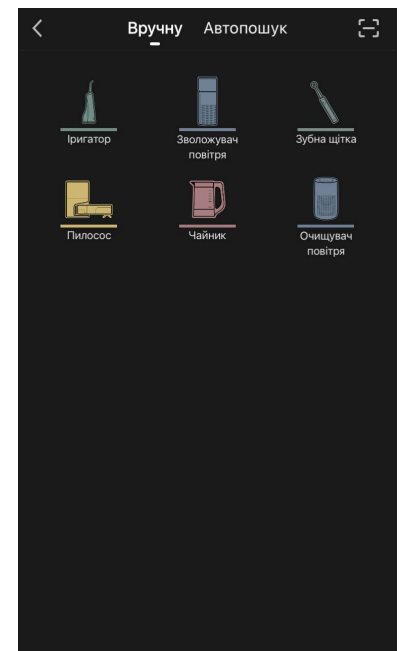 Вручну Автопошук
Іригатор
Зволожувач
повітря
Зубна щітка
Пилосос
Чайник
Очищувач
повітря